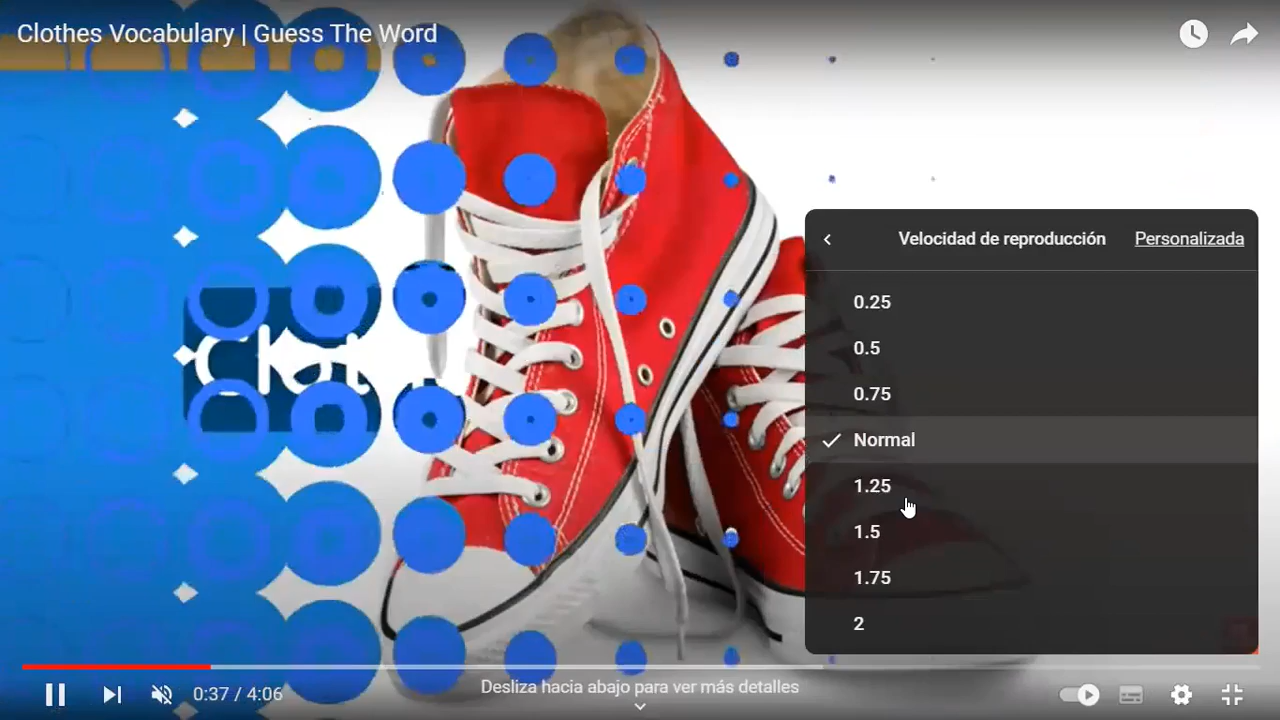 Clothes Vocabulary | Guess The Word
Velocidad de reproducción
Personalizada
0.25
0.5
0.75
Normal
1.25
1.5
1.75
2
0:37 / 4:06
Desliza hacia abajo para ver más detalles